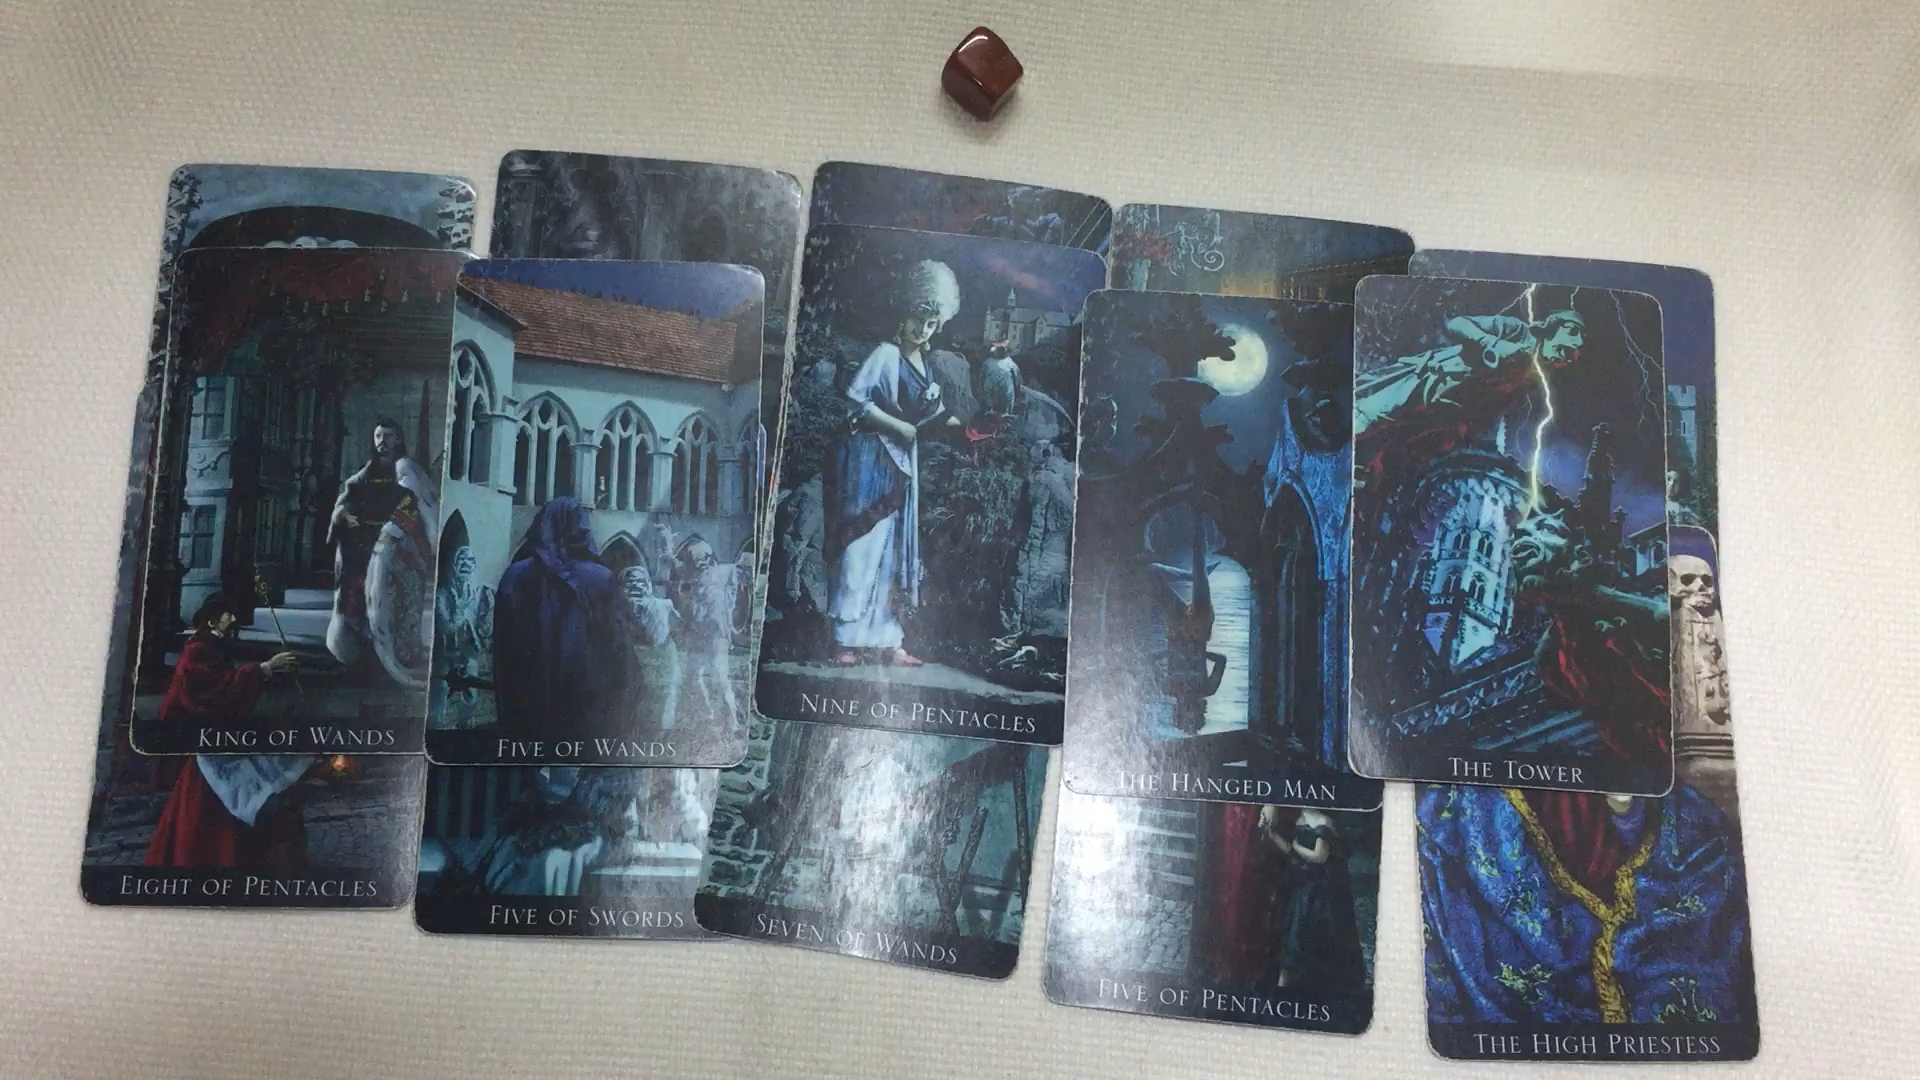 KING OF WANDS
FIVE OF WANDS
NINE OF PENTACLES
THE HANGED MAN
THE TOWER
EIGHT OF PENTACLES
FIVE OF SWORDS
SEVEN OF WANDS
FIVE OF PENTACLES
THE HIGH PRIESTESS